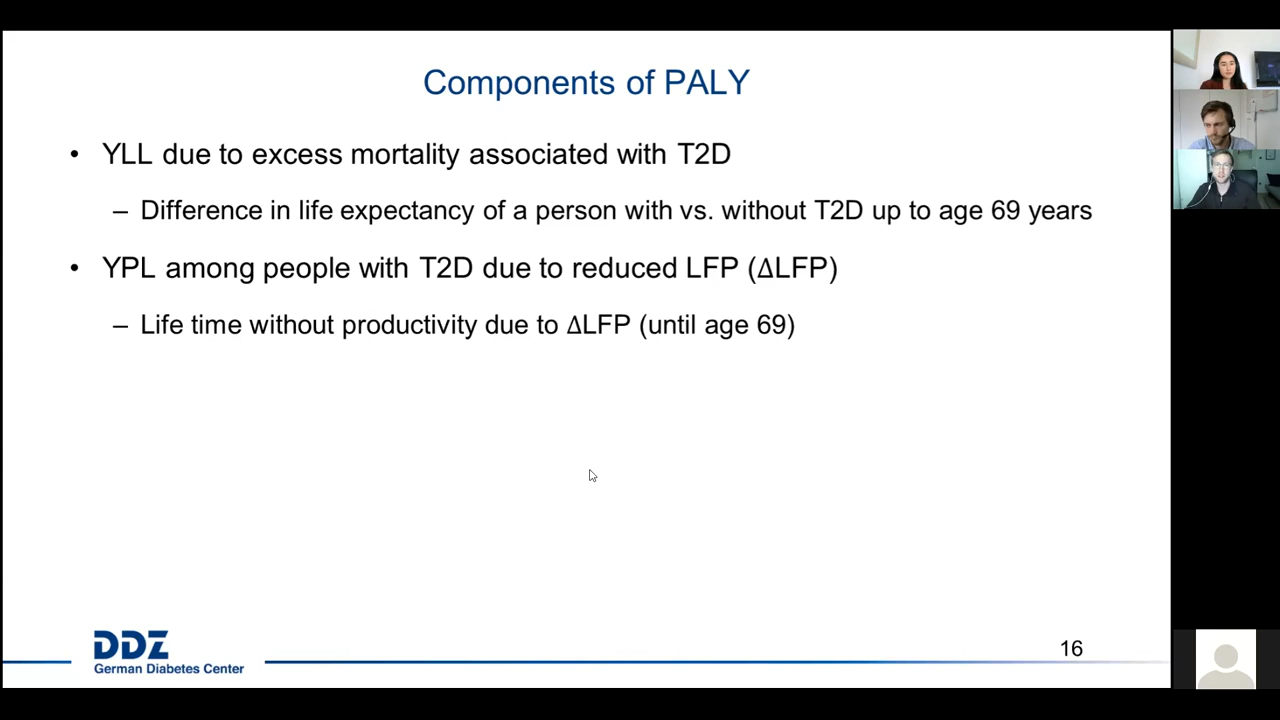 Components of PALY
• YLL due to excess mortality associated with T2D
– Difference in life expectancy of a person with vs. without T2D up to age 69 years
• YPL among people with T2D due to reduced LFP (ΔLFP)
– Life time without productivity due to ΔLFP (until age 69)
DDZ
German Diabetes Center
16